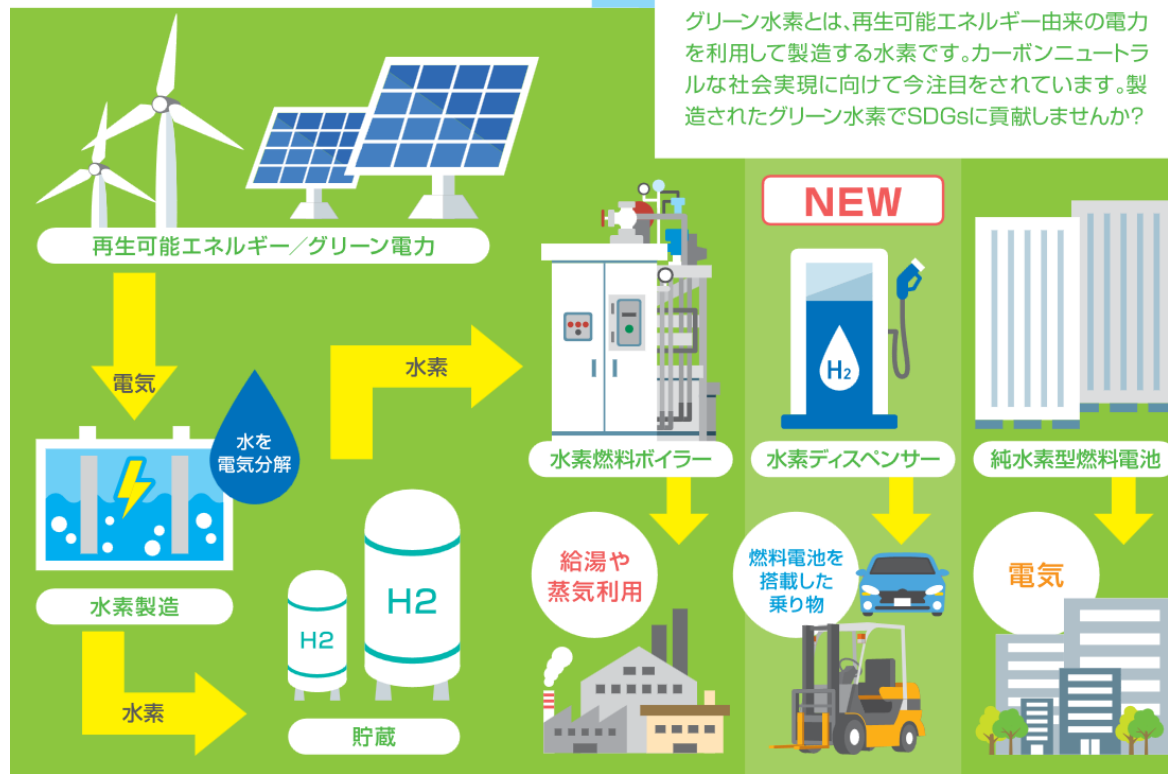 グリーン水素とは、再生可能エネルギー由来の電力
を利用して製造する水素です。カーボンニュートラ
ルな社会実現に向けて今注目をされています。製
造されたグリーン水素でSDGsに貢献しませんか?
再生可能エネルギー/グリーン電力
電気
水を
電気分解
水素製造
水素
H2
H2
貯蔵
水素
水素燃料ボイラー
給湯や
蒸気利用
NEW
H2
水素ディスペンサー
燃料電池を
搭載した
乗り物
純水素型燃料電池
電気